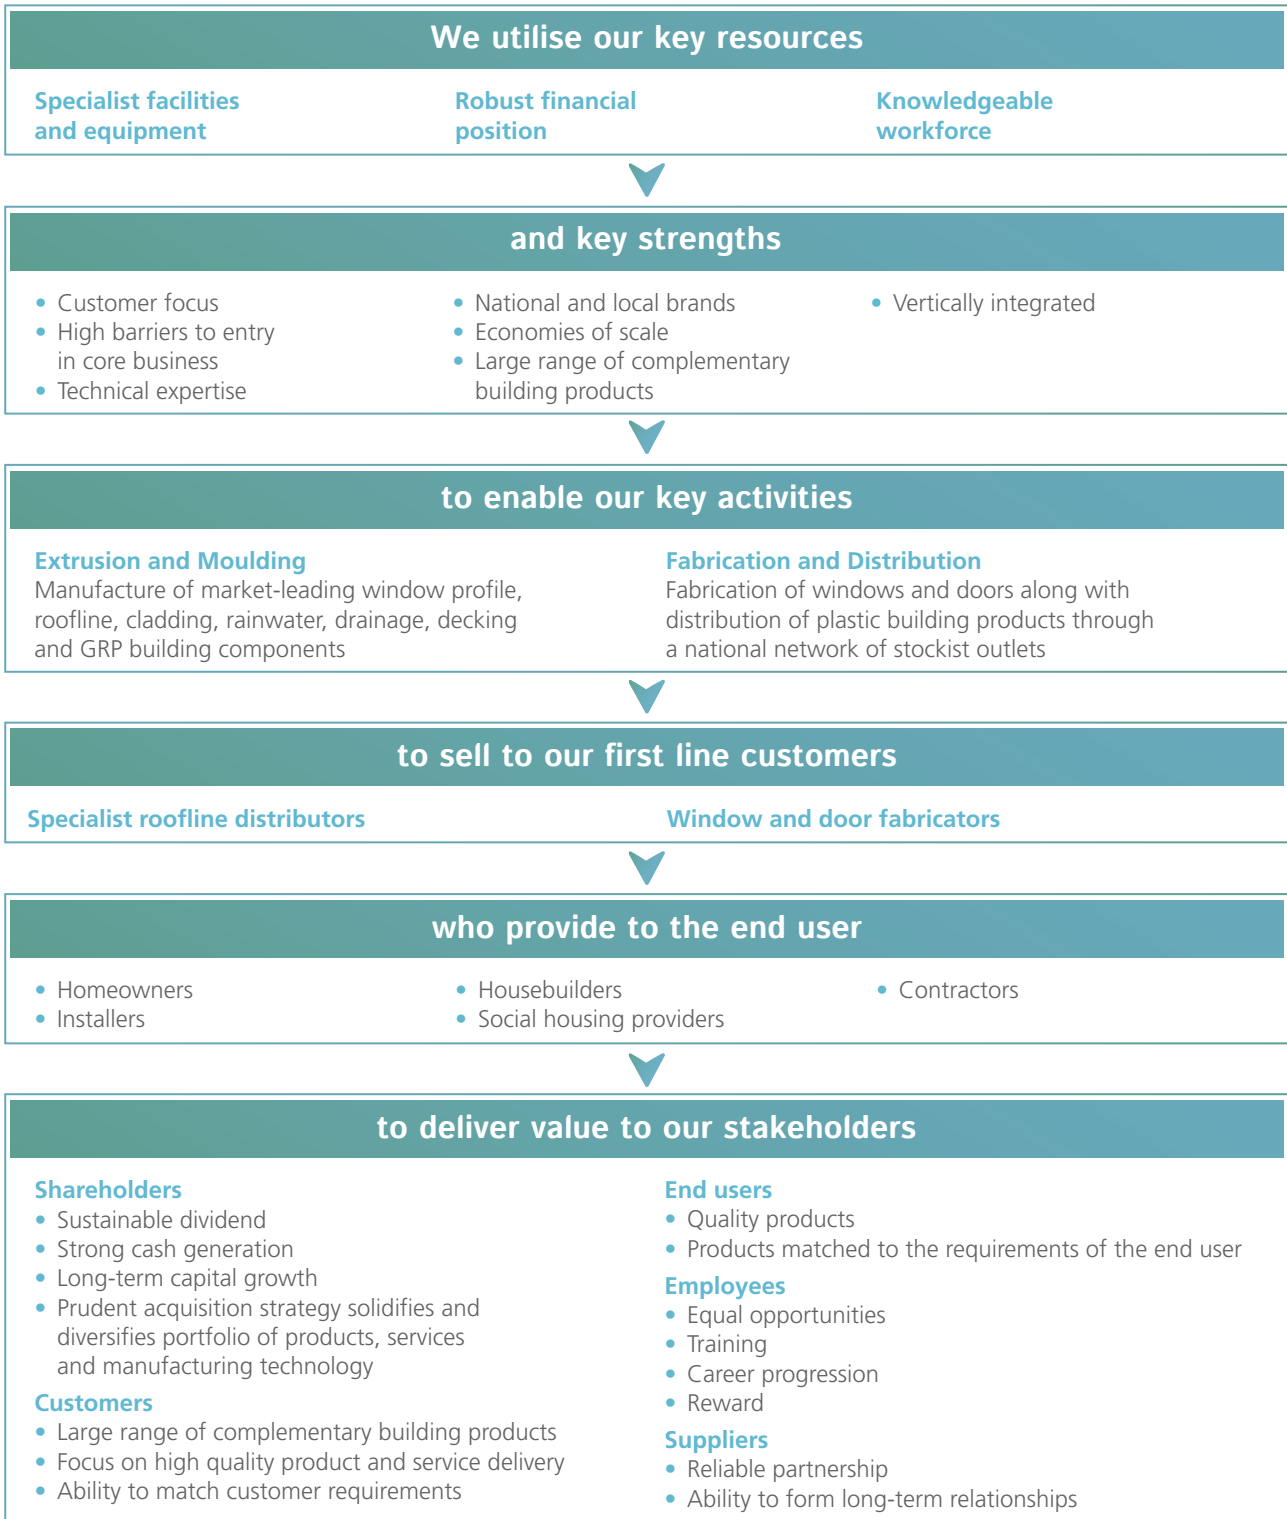 We utilise our key resources
Specialist facilities
and equipment
Robust financial
position
Knowledgeable
workforce
and key strengths
• Customer focus
• High barriers to entry
in core business
• Technical expertise
• National and local brands
• Economies of scale
• Large range of complementary
building products
• Vertically integrated
to enable our key activities
Extrusion and Moulding
Manufacture of market-leading window profile,
roofline, cladding, rainwater, drainage, decking
and GRP building components
Fabrication and Distribution
Fabrication of windows and doors along with
distribution of plastic building products through
a national network of stockist outlets
to sell to our first line customers
Specialist roofline distributors
Window and door fabricators
who provide to the end user
• Homeowners
• Installers
• Housebuilders
• Social housing providers
• Contractors
to deliver value to our stakeholders
Shareholders
• Sustainable dividend
• Strong cash generation
• Long-term capital growth
• Prudent acquisition strategy solidifies and
diversifies portfolio of products, services
and manufacturing technology
Customers
• Large range of complementary building products
• Focus on high quality product and service delivery
• Ability to match customer requirements
End users
• Quality products
• Products matched to the requirements of the end user
Employees
• Equal opportunities
• Training
• Career progression
• Reward
Suppliers
• Reliable partnership
• Ability to form long-term relationships